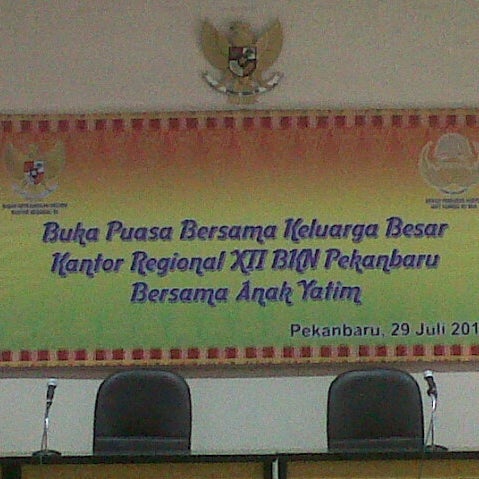 Buka Puasa Bersama Keluarga Besar
Kantor Regional XII BKN Pekanbaru
Bersama Anak Yatim
Pekanbaru, 29 Juli 201